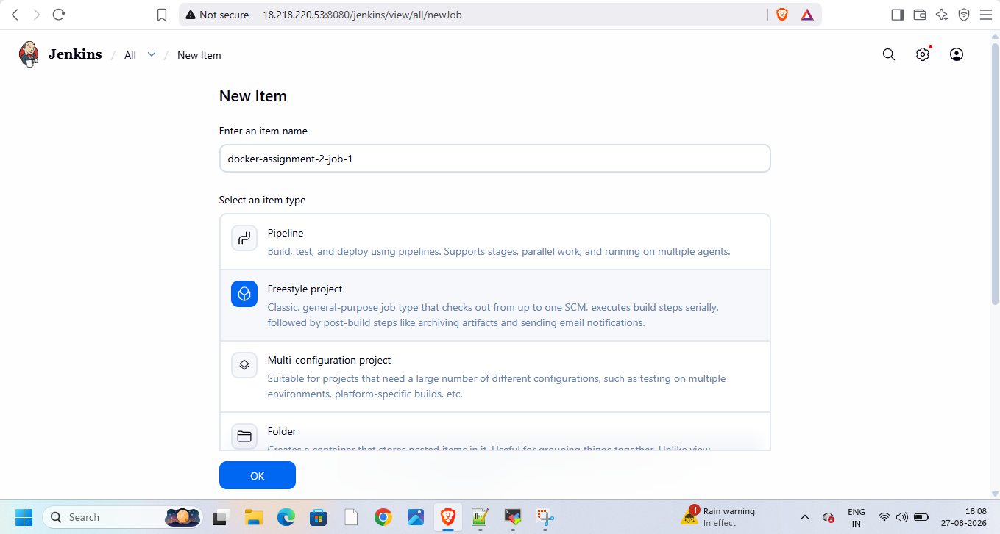 Not secure 18.218.220.53:8080/jenkins/view/all/newJob
Jenkins / All / New Item
New Item
Enter an item name
docker-assignment-2-job-1
Select an item type
Pipeline
Build, test, and deploy using pipelines. Supports stages, parallel work, and running on multiple agents.
Freestyle project
Classic, general-purpose job type that checks out from up to one SCM, executes build steps serially,
followed by post-build steps like archiving artifacts and sending email notifications.
Multi-configuration project
Suitable for projects that need a large number of different configurations, such as testing on multiple
environments, platform-specific builds, etc.
Folder
Creates a container that stores nested items in it. Useful for grouping things together. Unlike view,
OK
Search
1
Rain warning
In effect
ENG
IN
18:08
27-08-2026